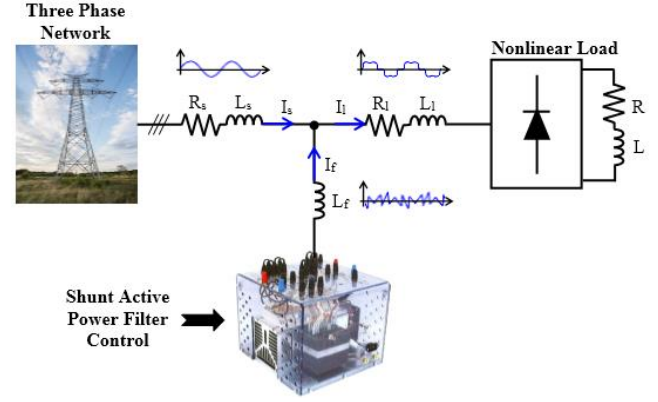 Three Phase
Network
Nonlinear Load
Rs Ls Is Il Rl Ll
R
L
If
Lf
Shunt Active
Power Filter
Control